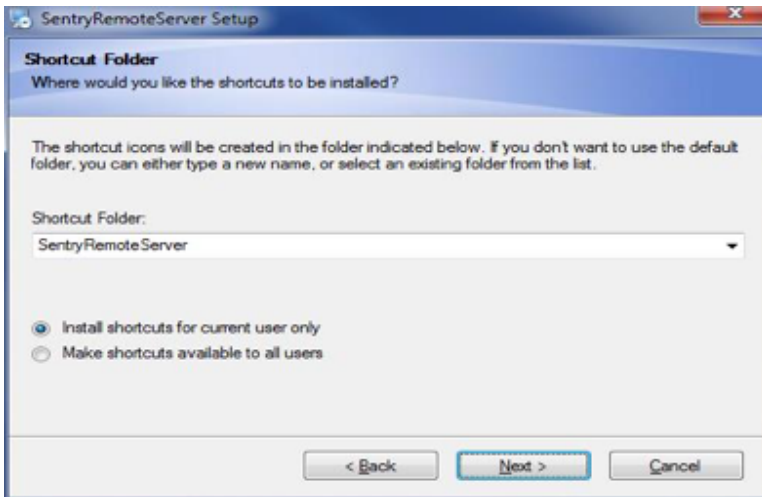 SentryRemoteServer Setup
Shortcut Folder
Where would you like the shortcuts to be installed?
The shortcut icons will be created in the folder indicated below. If you don't want to use the default
folder, you can either type a new name, or select an existing folder from the list.
Shortcut Folder:
SentryRemoteServer
Install shortcuts for current user only
Make shortcuts available to all users
< Back
Next >
Cancel